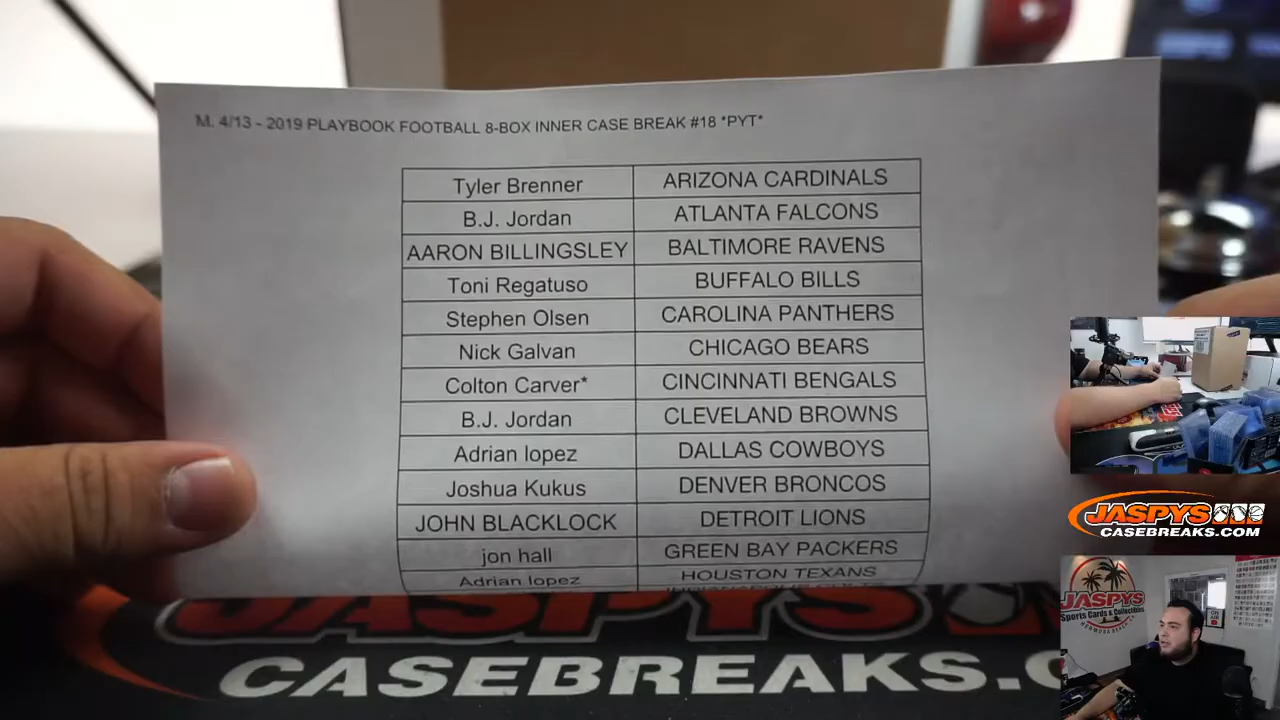 M. 4/13 - 2019 PLAYBOOK FOOTBALL 8-BOX INNER CASE BREAK #18 *PYT*
Tyler Brenner ARIZONA CARDINALS
B.J. Jordan ATLANTA FALCONS
AARON BILLINGSLEY BALTIMORE RAVENS
Toni Regatuso BUFFALO BILLS
Stephen Olsen CAROLINA PANTHERS
Nick Galvan CHICAGO BEARS
Colton Carver* CINCINNATI BENGALS
B.J. Jordan CLEVELAND BROWNS
Adrian lopez DALLAS COWBOYS
Joshua Kukus DENVER BRONCOS
JOHN BLACKLOCK DETROIT LIONS
jon hall GREEN BAY PACKERS
Adrian lopez HOUSTON TEXANS
JASPYS
CASEBREAKS.C
JASPYS
CASEBREAKS.COM
JASPYS
Sports Cards & Collectibles
HERMOSA BEACH